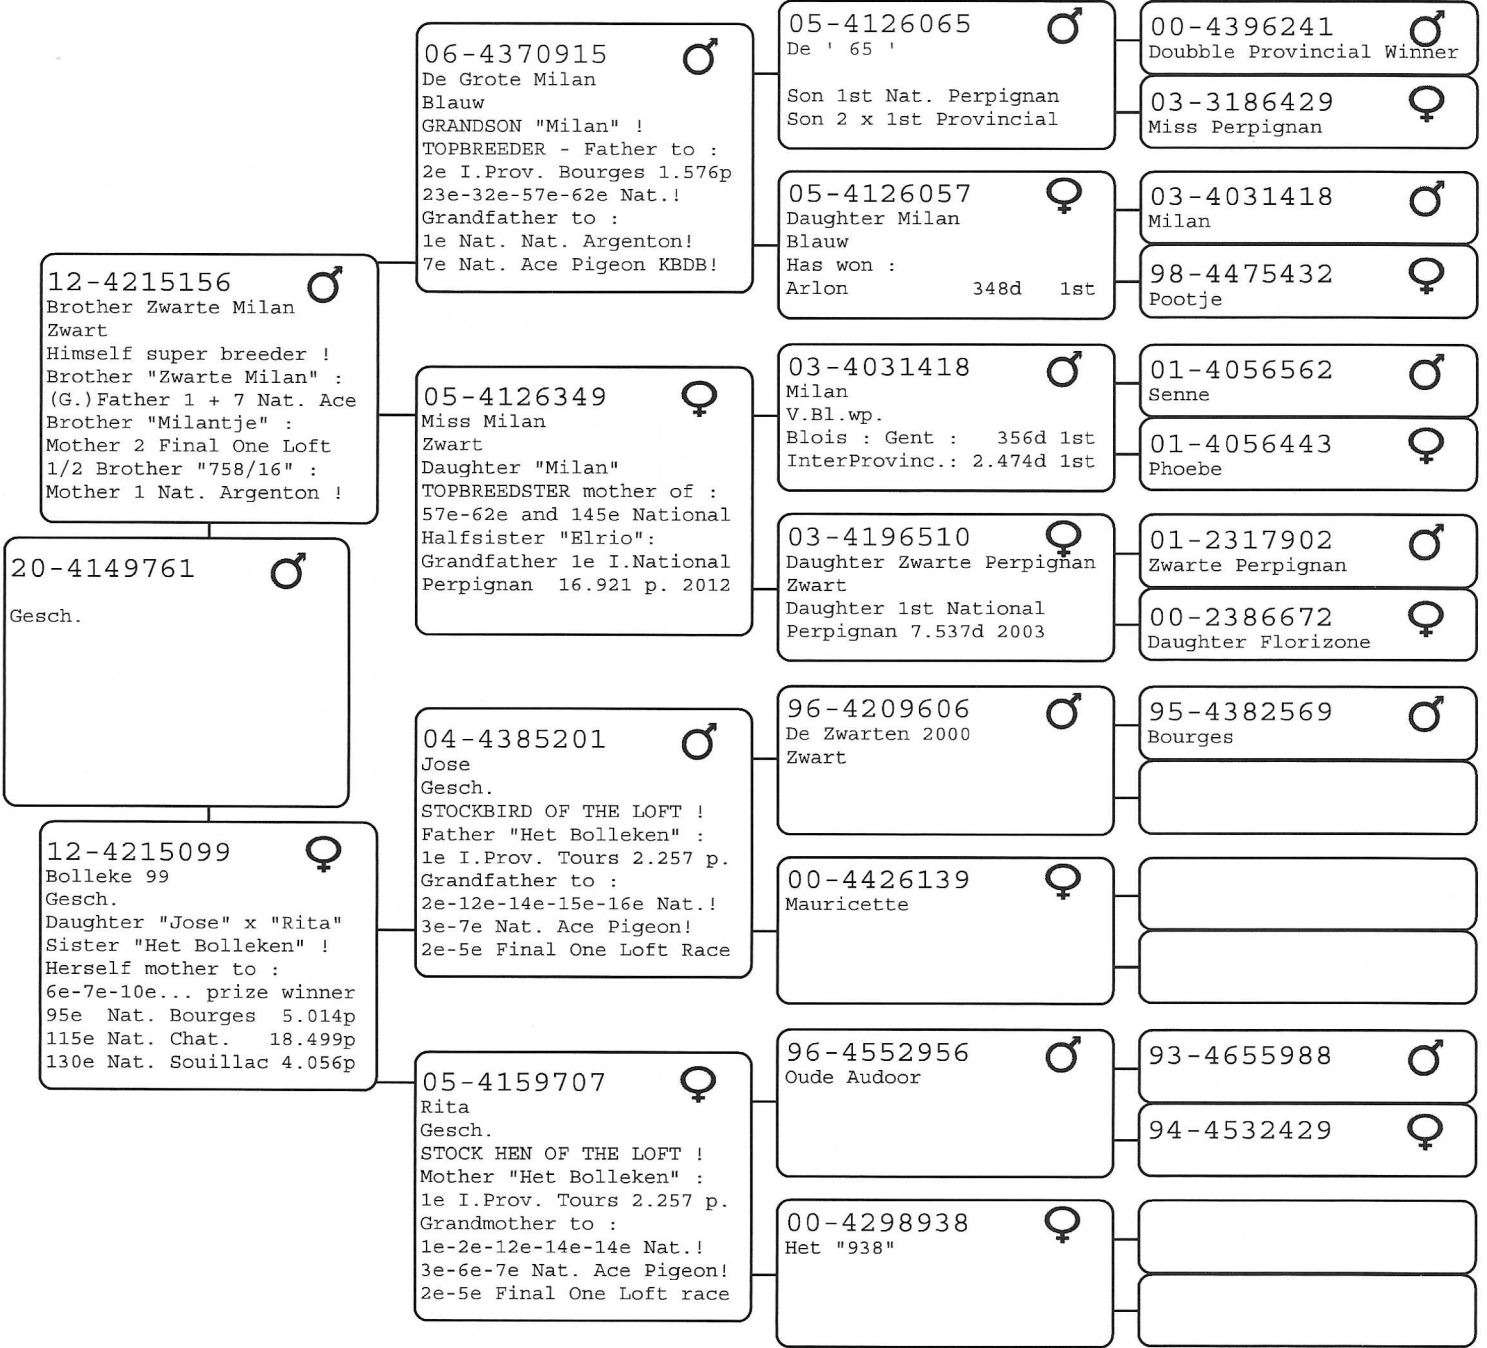 20-4149761
Gesch.
12-4215156
Brother Zwarte Milan
Zwart
Himself super breeder !
Brother "Zwarte Milan" :
(G.)Father 1 + 7 Nat. Ace
Brother "Milantje" :
Mother 2 Final One Loft
1/2 Brother "758/16" :
Mother 1 Nat. Argenton !
12-4215099
Bolleke 99
Gesch.
Daughter "Jose" x "Rita"
Sister "Het Bolleken" !
Herself mother to :
6e-7e-10e... prize winner
95e Nat. Bourges 5.014p
115e Nat. Chat. 18.499p
130e Nat. Souillac 4.056p
06-4370915
De Grote Milan
Blauw
GRANDSON "Milan" !
TOPBREEDER - Father to :
2e I.Prov. Bourges 1.576p
23e-32e-57e-62e Nat.!
Grandfather to :
1e Nat. Nat. Argenton!
7e Nat. Ace Pigeon KBDB!
05-4126349
Miss Milan
Zwart
Daughter "Milan"
TOPBREEDSTER mother of :
57e-62e and 145e National
Halfsister "Elrio":
Grandfather 1e I.National
Perpignan 16.921 p. 2012
04-4385201
Jose
Gesch.
STOCKBIRD OF THE LOFT !
Father "Het Bolleken" :
1e I.Prov. Tours 2.257 p.
Grandfather to :
2e-12e-14e-15e-16e Nat.!
3e-7e Nat. Ace Pigeon!
2e-5e Final One Loft Race
05-4159707
Rita
Gesch.
STOCK HEN OF THE LOFT !
Mother "Het Bolleken" :
1e I.Prov. Tours 2.257 p.
Grandmother to :
1e-2e-12e-14e-14e Nat.!
3e-6e-7e Nat. Ace Pigeon!
2e-5e Final One Loft race
05-4126065
De ' 65 '
Son 1st Nat. Perpignan
Son 2 x 1st Provincial
05-4126057
Daughter Milan
Blauw
Has won :
Arlon 348d 1st
03-4031418
Milan
V.Bl.wp.
Blois : Gent : 356d 1st
InterProvinc.: 2.474d 1st
03-4196510
Daughter Zwarte Perpignan
Zwart
Daughter 1st National
Perpignan 7.537d 2003
96-4209606
De Zwarten 2000
Zwart
00-4426139
Mauricette
96-4552956
Oude Audoor
00-4298938
Het "938"
00-4396241
Doubble Provincial Winner
03-3186429
Miss Perpignan
03-4031418
Milan
98-4475432
Pootje
01-4056562
Senne
01-4056443
Phoebe
01-2317902
Zwarte Perpignan
00-2386672
Daughter Florizone
95-4382569
Bourges
93-4655988
94-4532429